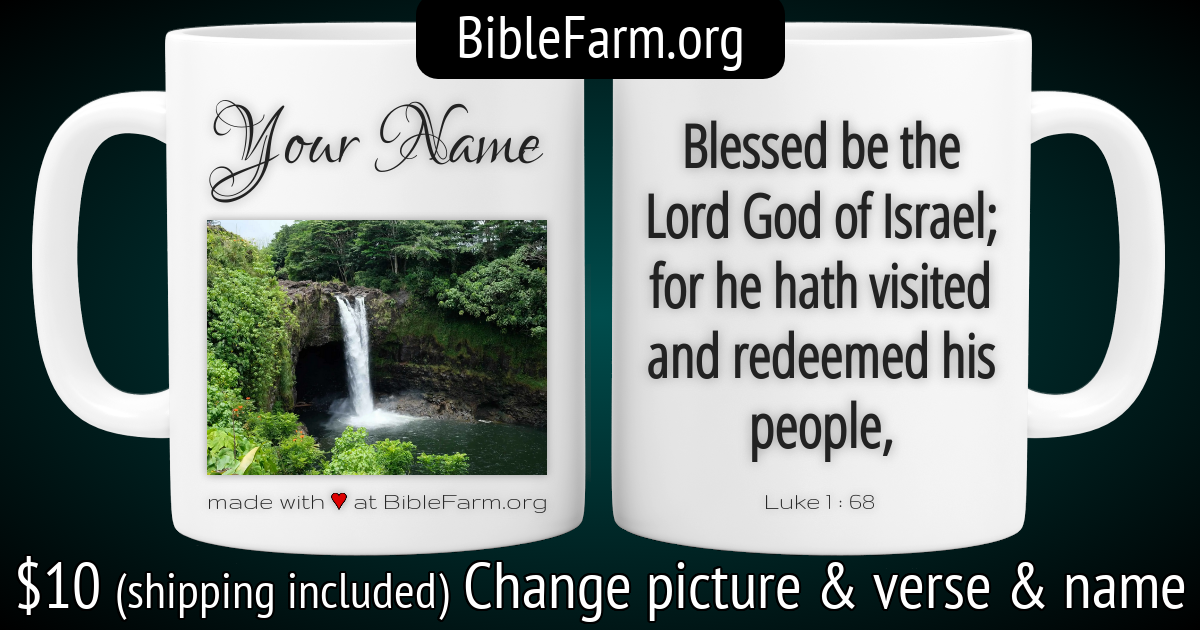 BibleFarm.org
Your Name
made with ♥ at BibleFarm.org
Blessed be the
Lord God of Israel;
for he hath visited
and redeemed his
people,
Luke 1 : 68
$10 (shipping included) Change picture & verse & name